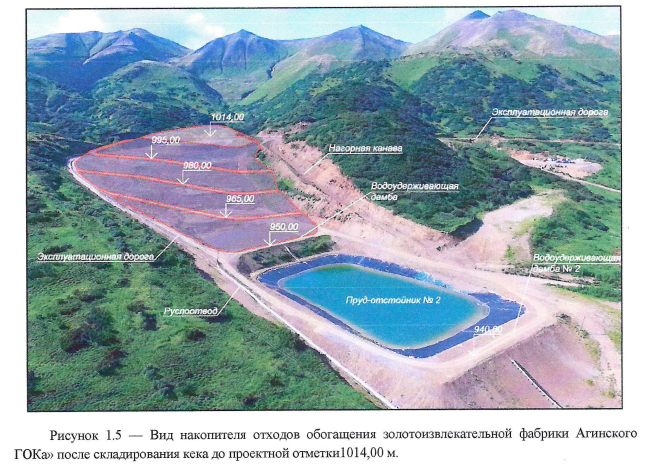 1014,00
Эксплуатационная дорога
995,00
Нагорная канава
980,00
Водоудерживающая
дамба
965,00
950,00
Эксплуатационная дорога
Водоудерживающая
дамба № 2
Пруд-отстойник № 2
Руслоотвод
940,00
Рисунок 1.5 — Вид накопителя отходов обогащения золотоизвлекательной фабрики Агинского
ГОКа» после складирования кека до проектной отметки1014,00 м.